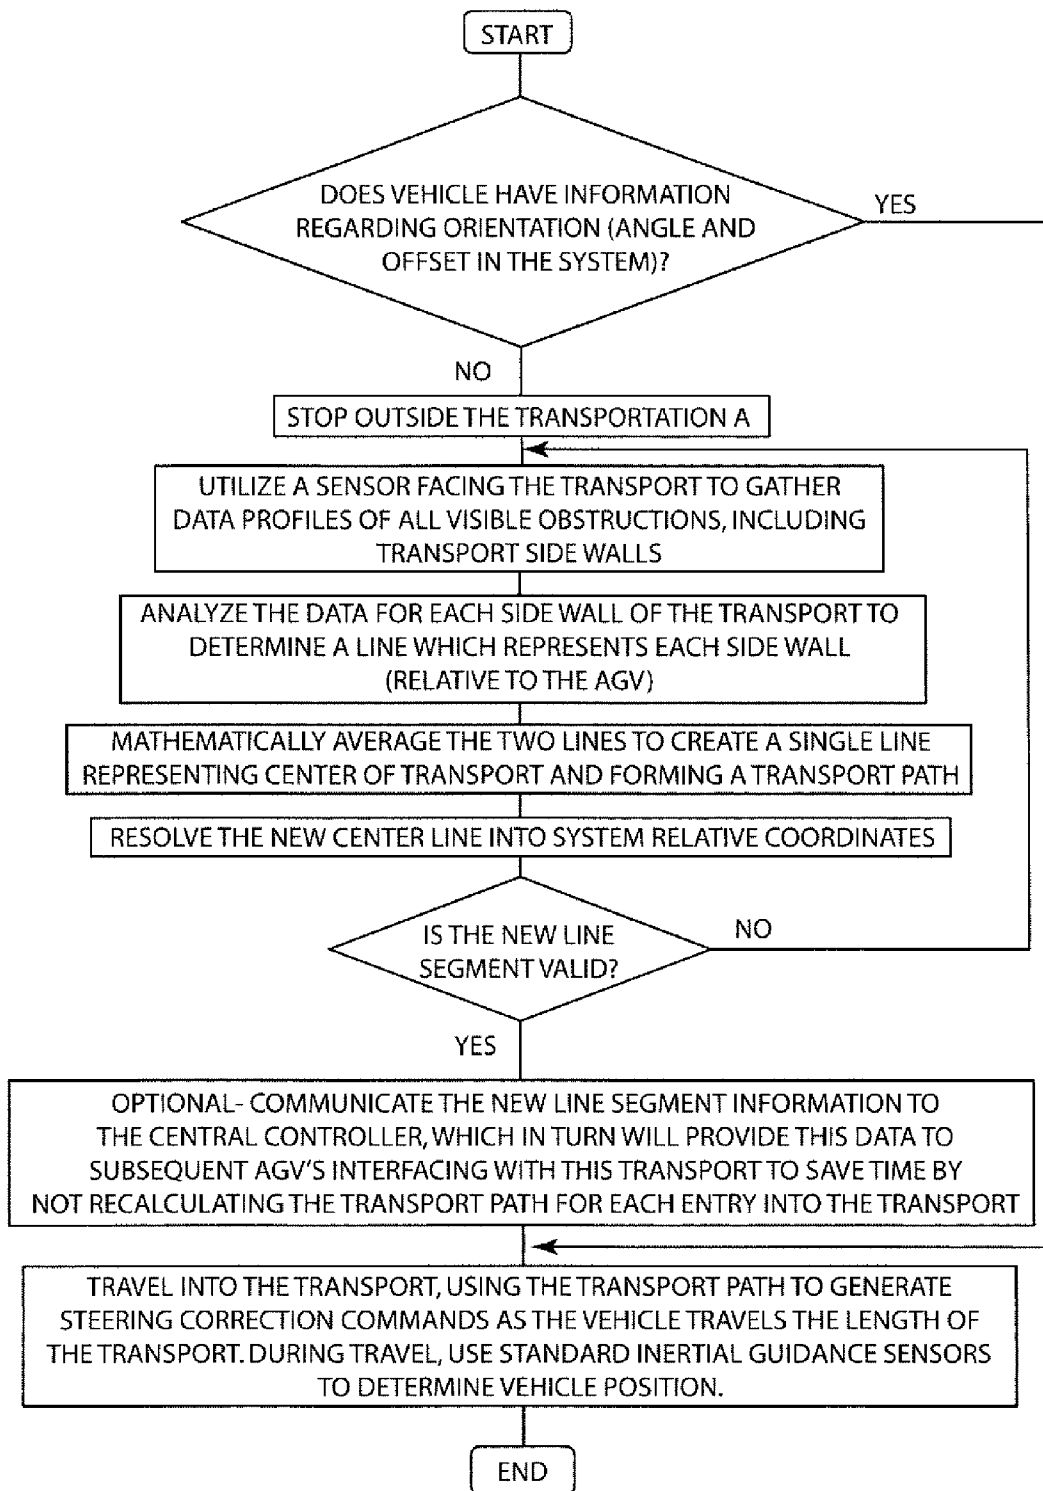 START
DOES VEHICLE HAVE INFORMATION
REGARDING ORIENTATION (ANGLE AND
OFFSET IN THE SYSTEM)?
YES
NO
STOP OUTSIDE THE TRANSPORTATION A
UTILIZE A SENSOR FACING THE TRANSPORT TO GATHER
DATA PROFILES OF ALL VISIBLE OBSTRUCTIONS, INCLUDING
TRANSPORT SIDE WALLS
ANALYZE THE DATA FOR EACH SIDE WALL OF THE TRANSPORT TO
DETERMINE A LINE WHICH REPRESENTS EACH SIDE WALL
(RELATIVE TO THE AGV)
MATHEMATICALLY AVERAGE THE TWO LINES TO CREATE A SINGLE LINE
REPRESENTING CENTER OF TRANSPORT AND FORMING A TRANSPORT PATH
RESOLVE THE NEW CENTER LINE INTO SYSTEM RELATIVE COORDINATES
IS THE NEW LINE
SEGMENT VALID?
NO
YES
OPTIONAL- COMMUNICATE THE NEW LINE SEGMENT INFORMATION TO
THE CENTRAL CONTROLLER, WHICH IN TURN WILL PROVIDE THIS DATA TO
SUBSEQUENT AGV'S INTERFACING WITH THIS TRANSPORT TO SAVE TIME BY
NOT RECALCULATING THE TRANSPORT PATH FOR EACH ENTRY INTO THE TRANSPORT
TRAVEL INTO THE TRANSPORT, USING THE TRANSPORT PATH TO GENERATE
STEERING CORRECTION COMMANDS AS THE VEHICLE TRAVELS THE LENGTH OF
THE TRANSPORT. DURING TRAVEL, USE STANDARD INERTIAL GUIDANCE SENSORS
TO DETERMINE VEHICLE POSITION.
END